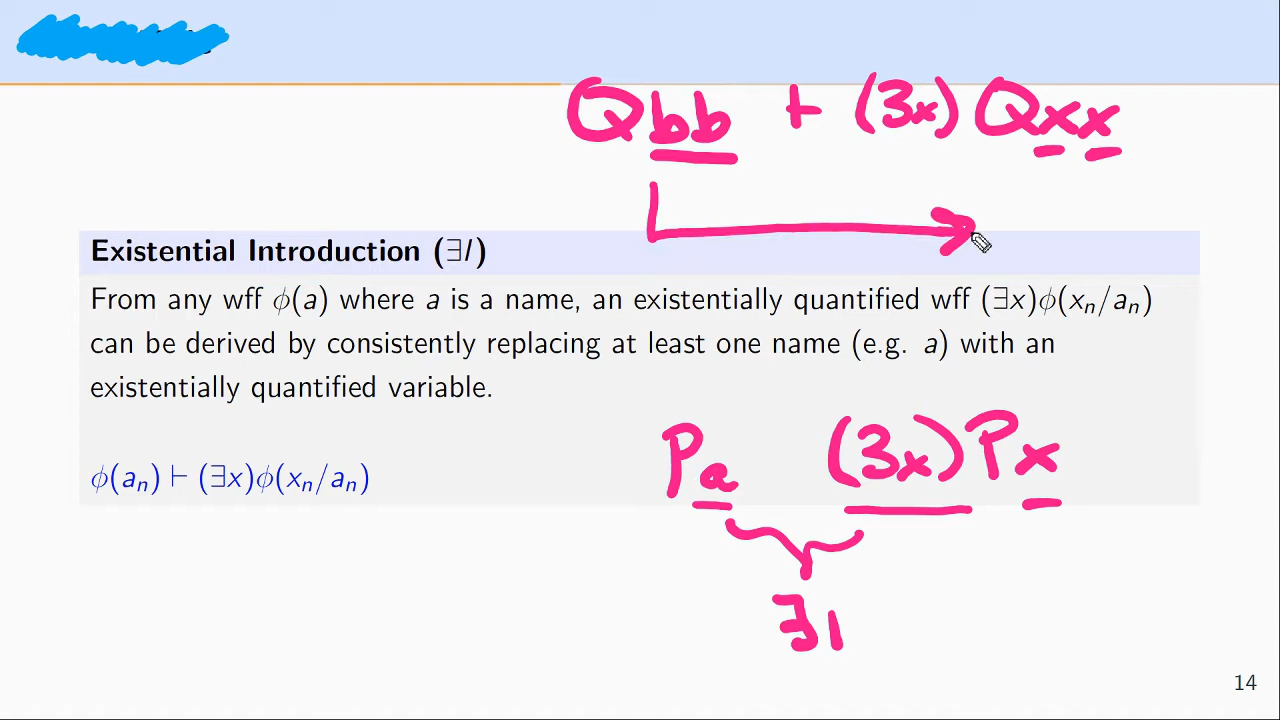 Qbb ⊢ (∃x) Qxx
Existential Introduction (∃I)
From any wff ϕ(a) where a is a name, an existentially quantified wff (∃x)ϕ(xₙ/aₙ)
can be derived by consistently replacing at least one name (e.g. a) with an
existentially quantified variable.
Pa (∃x)Px
ϕ(aₙ) ⊢ (∃x)ϕ(xₙ/aₙ)
∃I
14